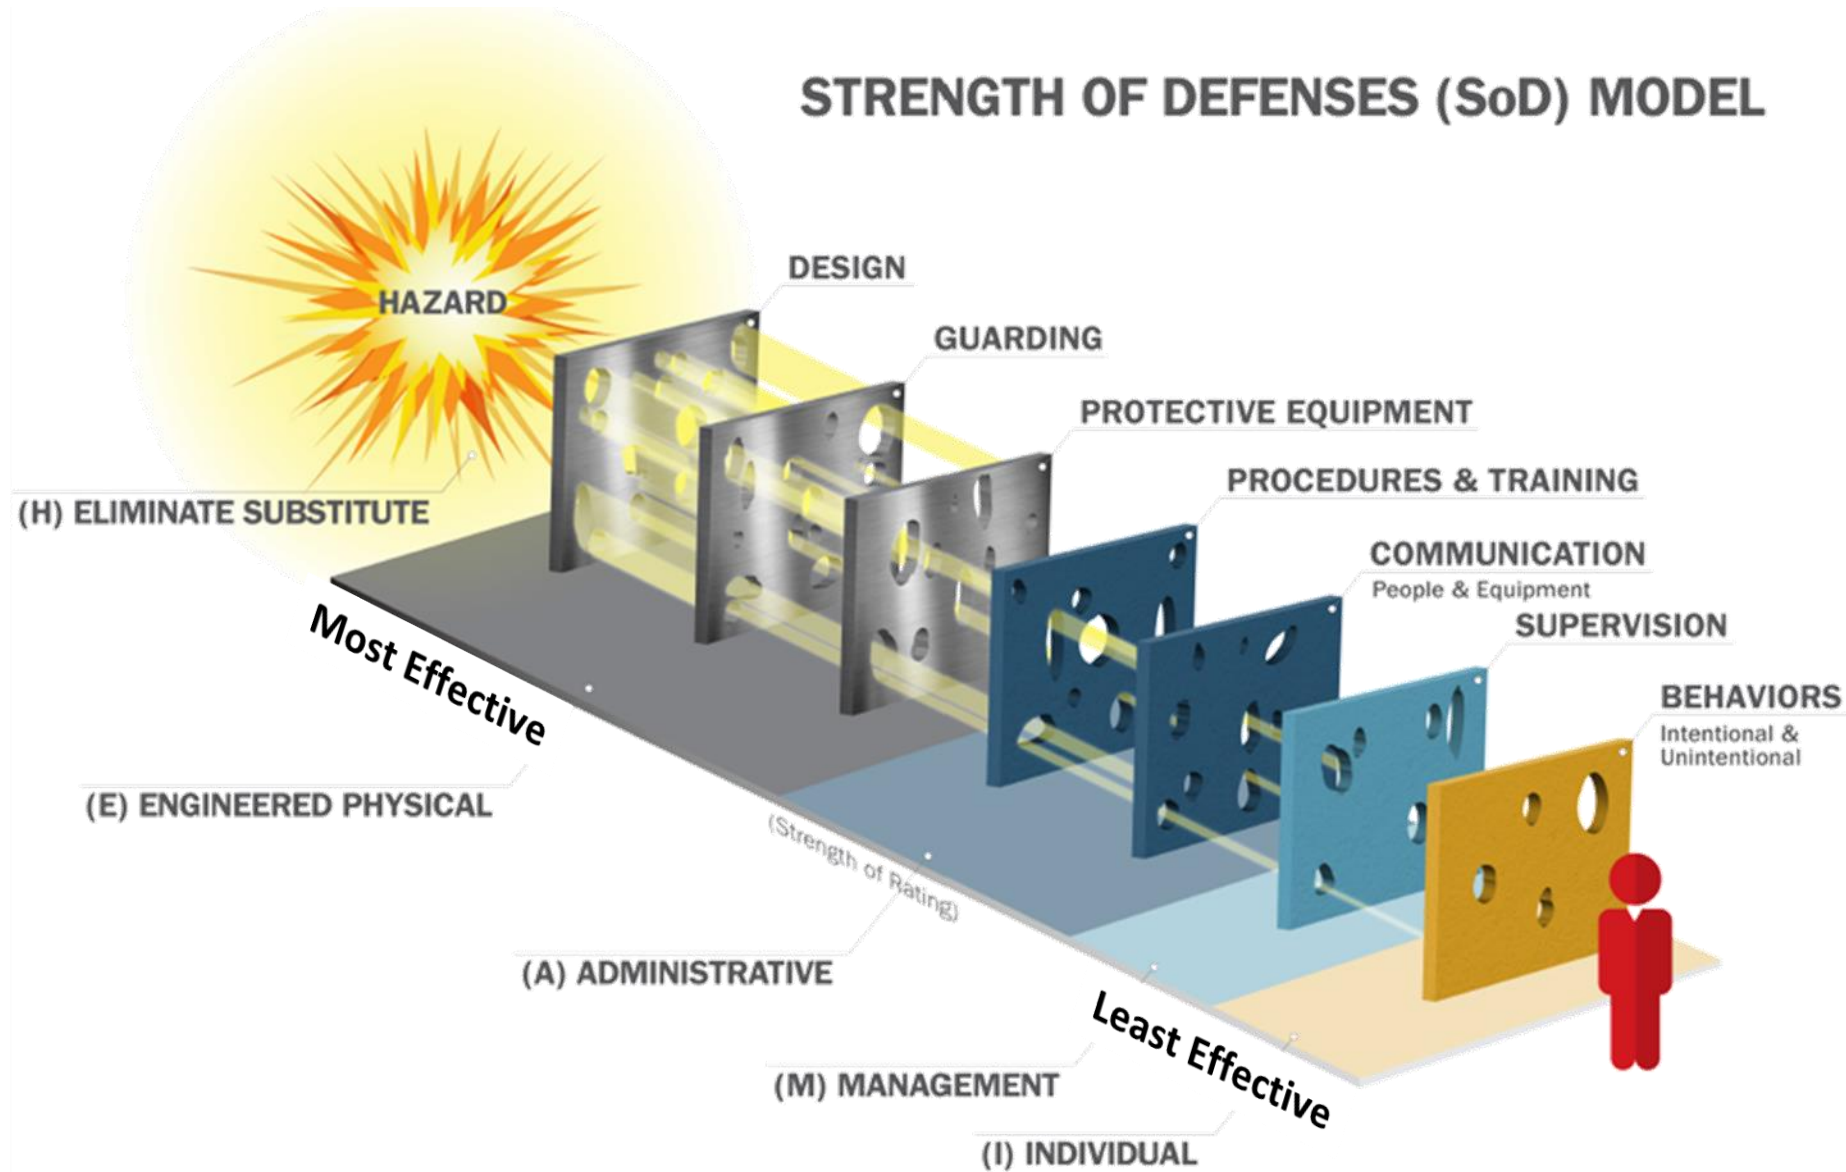 STRENGTH OF DEFENSES (SoD) MODEL
HAZARD
DESIGN
GUARDING
PROTECTIVE EQUIPMENT
PROCEDURES & TRAINING
COMMUNICATION
People & Equipment
SUPERVISION
BEHAVIORS
Intentional &
Unintentional
(H) ELIMINATE SUBSTITUTE
Most Effective
(E) ENGINEERED PHYSICAL
(Strength of Rating)
(A) ADMINISTRATIVE
Least Effective
(M) MANAGEMENT
(I) INDIVIDUAL